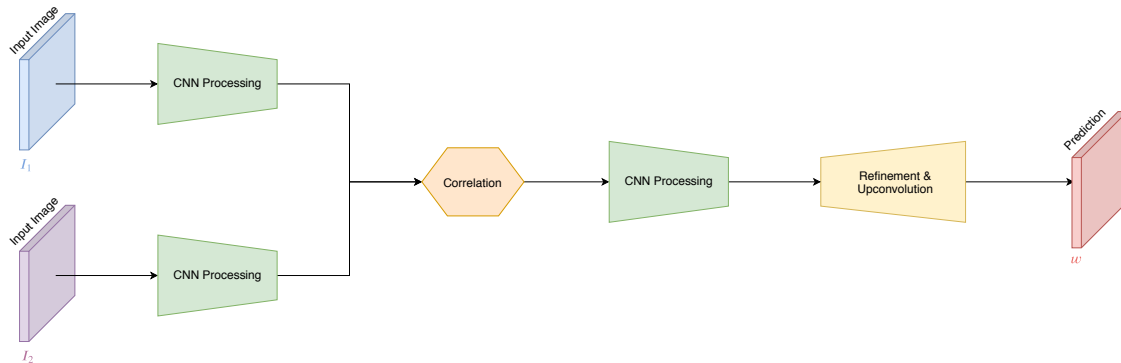 Input Image
CNN Processing
I₁
Input Image
CNN Processing
I₂
Correlation
CNN Processing
Refinement &
Upconvolution
Prediction
w